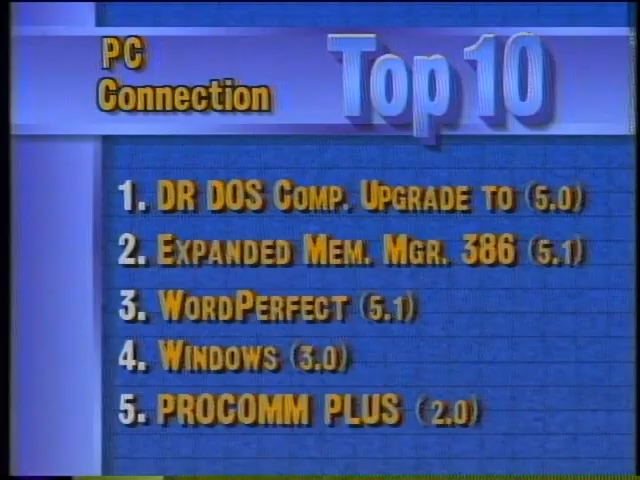 PC
Connection
Top 10
1. DR DOS COMP. UPGRADE TO (5.0)
2. EXPANDED MEM. MGR. 386 (5.1)
3. WORDPERFECT (5.1)
4. WINDOWS (3.0)
5. PROCOMM PLUS (2.0)